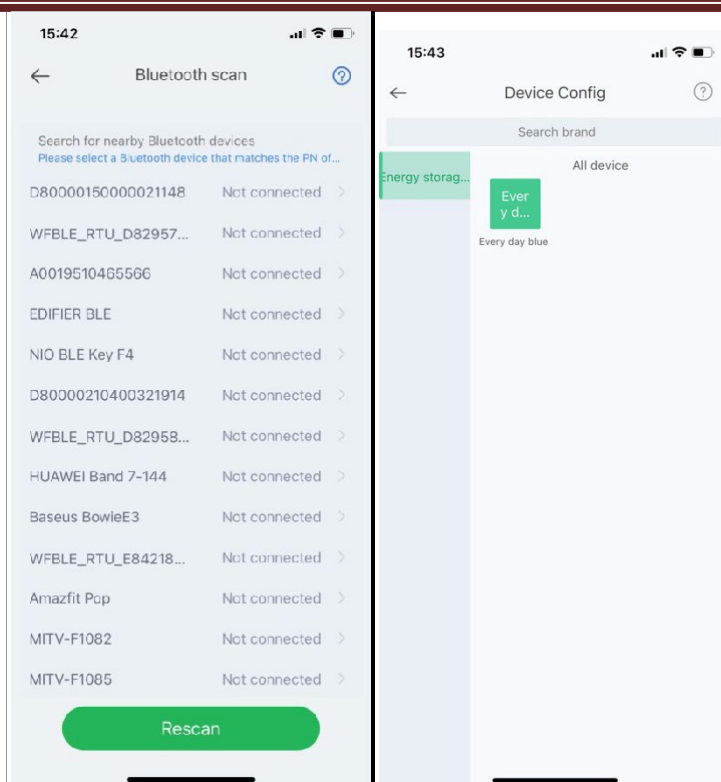 15:42
Bluetooth scan
Search for nearby Bluetooth devices
Please select a Bluetooth device that matches the PN of...
D80000150000021148 Not connected
WFBLE_RTU_D82957... Not connected
A0019510465566 Not connected
EDIFIER BLE Not connected
NIO BLE Key F4 Not connected
D80000210400321914 Not connected
WFBLE_RTU_D82958... Not connected
HUAWEI Band 7-144 Not connected
Baseus BowieE3 Not connected
WFBLE_RTU_E84218... Not connected
Amazfit Pop Not connected
MITV-F1082 Not connected
MITV-F1085 Not connected
Rescan
15:43
Device Config
Search brand
Energy storag...
All device
Ever
y d...
Every day blue